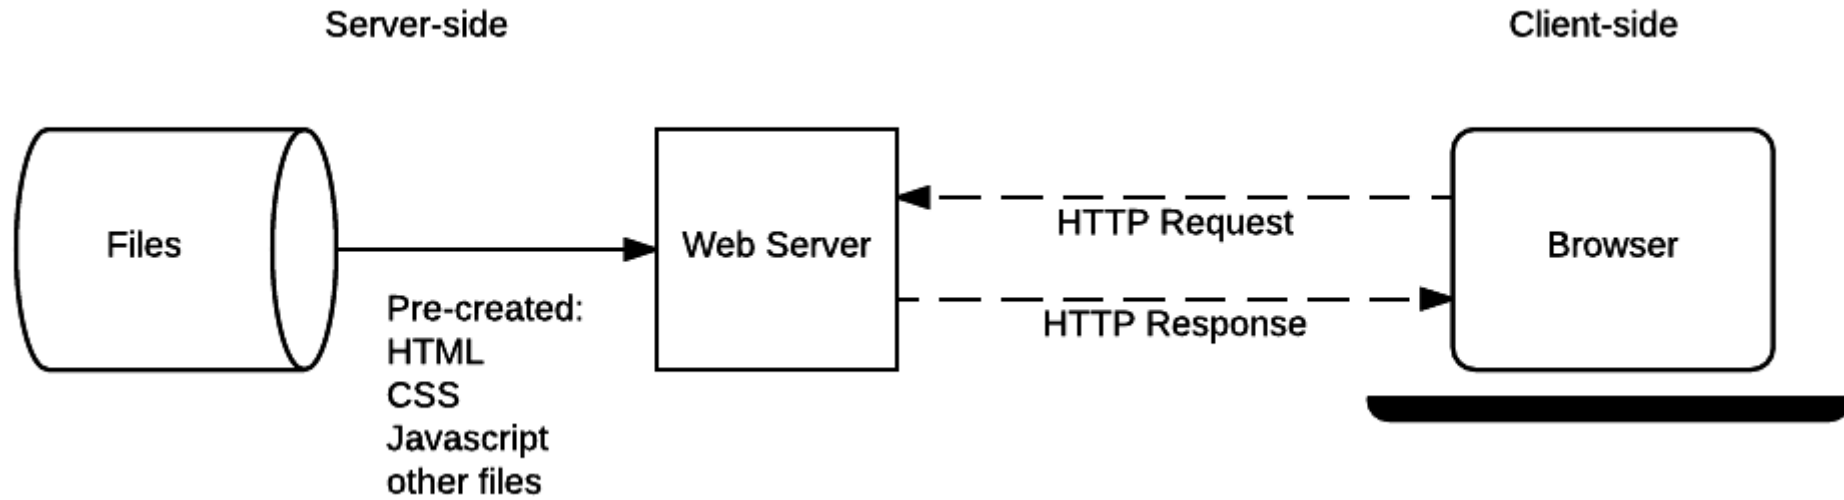 Server-side
Client-side
Files
Web Server
HTTP Request
Browser
HTTP Response
Pre-created:
HTML
CSS
Javascript
other files